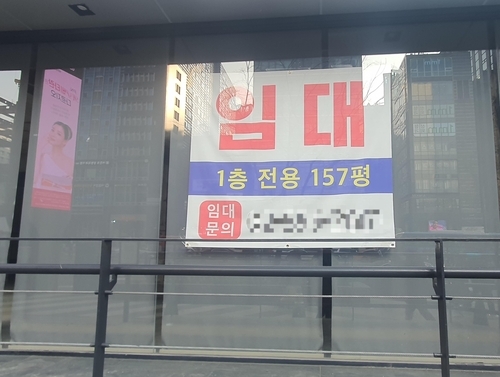 임대
1층 전용 157평
임대
문의